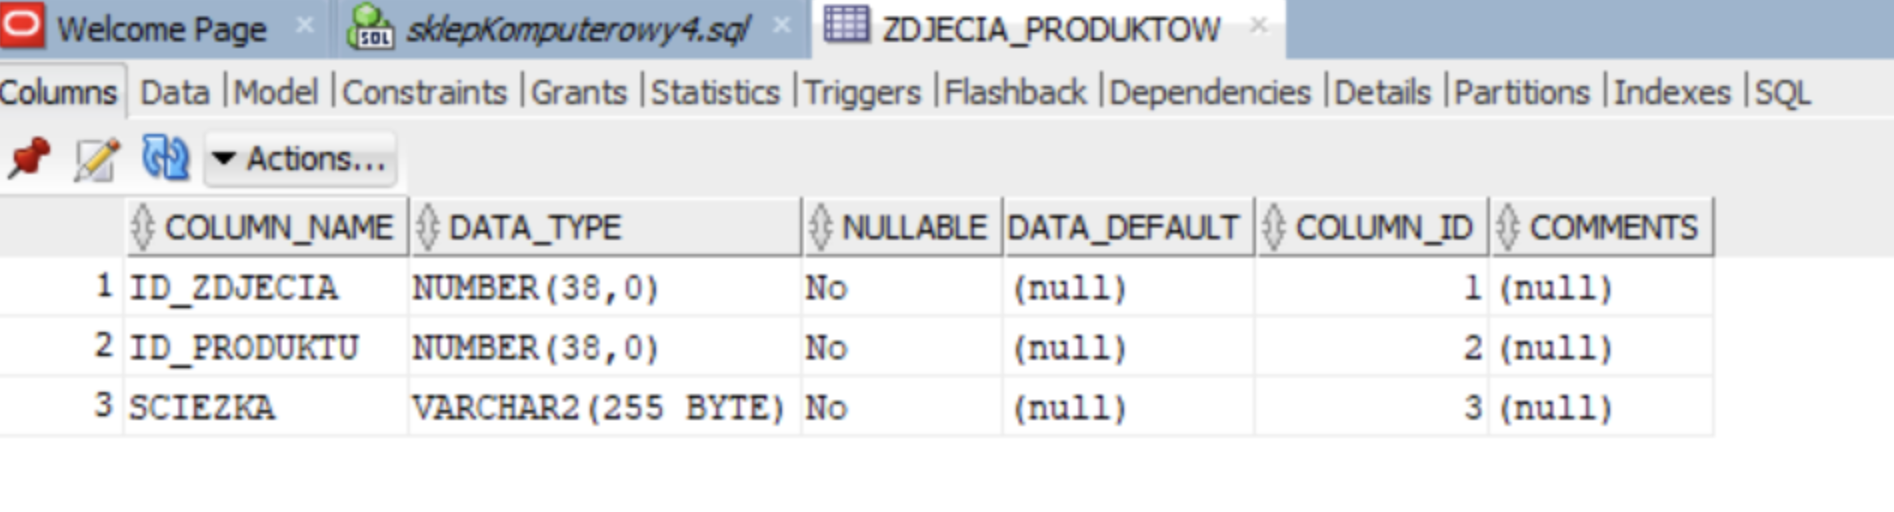 Welcome Page sklepKomputerowy4.sql ZDJECIA_PRODUKTOW
Columns Data |Model |Constraints |Grants |Statistics |Triggers |Flashback |Dependencies |Details |Partitions |Indexes |SQL
Actions...
COLUMN_NAME DATA_TYPE NULLABLE DATA_DEFAULT COLUMN_ID COMMENTS
1 ID_ZDJECIA NUMBER(38,0) No (null) 1 (null)
2 ID_PRODUKTU NUMBER(38,0) No (null) 2 (null)
3 SCIEZKA VARCHAR2(255 BYTE) No (null) 3 (null)